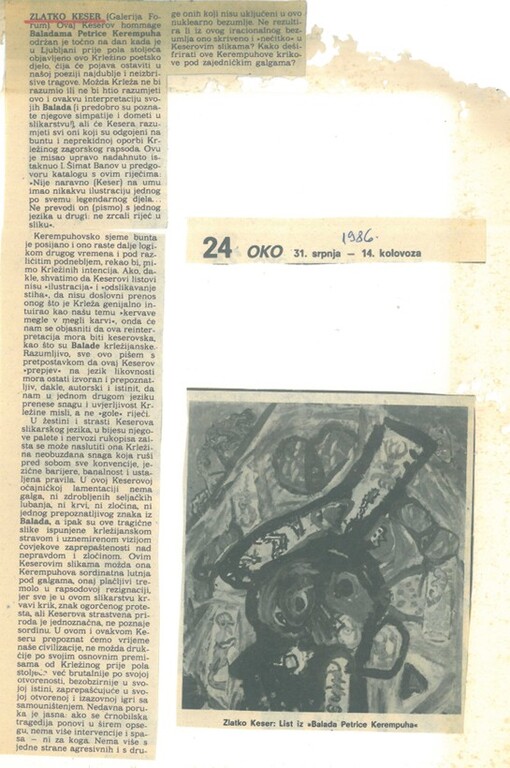 ZLATKO KESER (Galerija Fo-
rum) Ovaj Keserov hommage
Baladama Petrice Kerempuha
održan je točno na dan kada je
u Ljubljani prije pola stoljeća
objavljeno ovo Krležino poetsko
djelo, čija će pojava ostaviti u
našoj poeziji najdublje i neizbri-
sive tragove. Možda Krleža ne bi
razumio ili ne bi htio razumjeti
ovo i ovakvu interpretaciju svo-
jih Balada (i predobro su pozna-
te njegove simpatije i dometi u
slikarstvu!), ali će Kesera razu-
mjeti svi oni koji su odgojeni na
buntu i neprekidnoj oporbi Kr-
ležinog zagorskog rapsoda. Ovu
je misao upravo nadahnuto is-
taknuo I. Šimat Banov u predgo-
voru katalogu s ovim riječima:
»Nije naravno (Keser) na umu
imao nikakvu ilustraciju jednog
po svemu legendarnog djela...
Ne prevodi on (pismo) s jednog
jezika u drugi: ne zrcali riječ u
sliku«.
Kerempuhovsko sjeme bunta
je posijano i ono raste dalje logi-
kom drugog vremena i pod raz-
ličitim podnebljem, rekao bi, mi-
mo Krležinih intencija. Ako, da-
kle, shvatimo da Keserovi listovi
nisu »ilustracija« i »odslikavanje
stiha«, da nisu doslovni prenos
onog što je Krleža genijalno in-
tuirao kao našu temu »kervave
megle v megli karvi«, onda će
nam se objasniti da ova reinter-
pretacija mora biti keserovska,
kao što su Balade krležijanske.
Razumljivo, sve ovo pišem s
pretpostavkom da ovaj Keserov
»prepjev« na jezik likovnosti
mora ostati izvoran i prepoznat-
ljiv, dakle, autorski i istinit, da
nam u jednom drugom jeziku
prenese snagu i uvjerljivost Kr-
ležine misli, a ne »gole« riječi.
U žestini i strasti Keserova
slikarskog jezika, u bijesu njego-
ve palete i nervozi rukopisa zai-
sta se može naslutiti ona Krleži-
na neobuzdana snaga koja ruši
pred sobom sve konvencije, je-
zične barijere, banalnost i usta-
ljena pravila. U ovoj Keserovoj
očajničkoj lamentaciji nema
galga, ni zdrobljenih seljačkih
lubanja, ni krvi, ni zločina, ni
jednog prepoznatljivog znaka iz
Balada, a ipak su ove tragične
slike ispunjene krležijanskom
stravom i uznemirenom vizijom
čovjekove zaprepaštenosti nad
nepravdom i zločinom. Ovim
Keserovim slikama možda ona
Kerempuhova sordinatna lutnja
pod galgama, onaj plačljivi tre-
molo u rapsodovoj rezignaciji,
jer sve je u ovom slikarstvu kr-
vavi krik, znak ogorčenog prote-
sta, ali Keserova strastvena pri-
roda je jednoznačna, ne poznaje
sordinu. U ovom i ovakvom Ke-
seru prepoznat ćemo vrijeme
naše civilizacije, ne možda druk-
čije po svojim osnovnim premi-
sama od Krležinog prije pola
već brutalnije po svojoj
otvorenosti, bezobzirnije u svo-
joj istini, zaprepašćujuće u svo-
joj otvorenoj i izazovnoj igri sa
samouništenjem. Nedavna poru-
ka je jasna: ako se črnobilska
tragedija ponovi u širem opse-
gu, nema više intervencije i spa-
sa — ni za koga. Nema više s
jedne strane agresivnih i s dru-
ge onih koji nisu uključeni u ovo
nuklearno bezumlje. Ne rezulti-
ra li iz ovog iracionalnog bez-
umlja ono skriveno i »nečitko« u
Keserovim slikama? Kako deši-
frirati ove Kerempuhove kriko-
ve pod zajedničkim galgama?
1986.
24 OKO 31. srpnja — 14. kolovoza
Zlatko Keser: List iz »Balada Petrice Kerempuha«